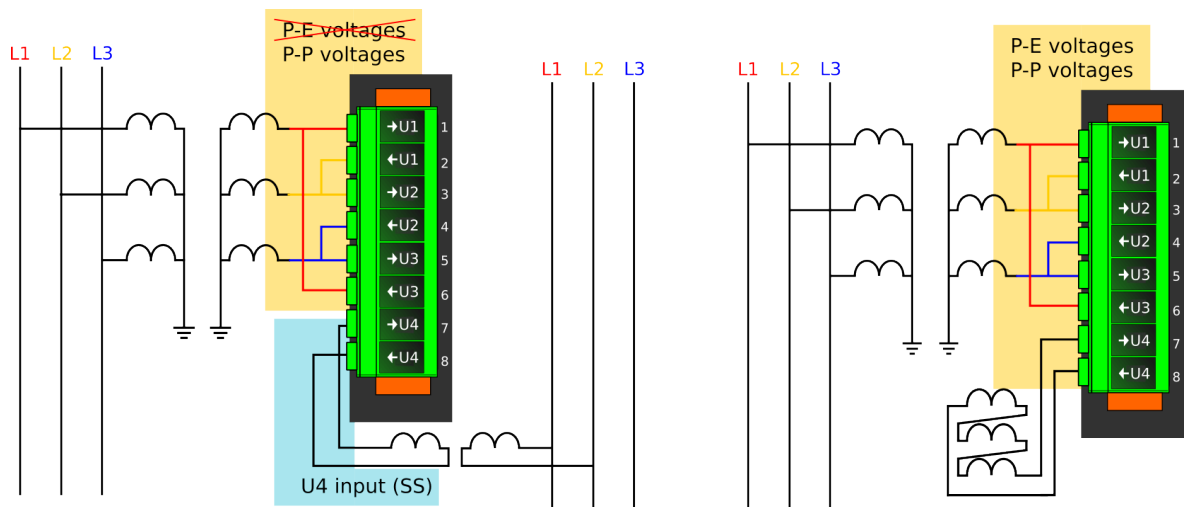 P-E voltages
P-P voltages
L1 L2 L3
→U1 1
←U1 2
→U2 3
←U2 4
→U3 5
←U3 6
→U4 7
←U4 8
U4 input (SS)
L1 L2 L3
L1 L2 L3
P-E voltages
P-P voltages
→U1 1
←U1 2
→U2 3
←U2 4
→U3 5
←U3 6
→U4 7
←U4 8